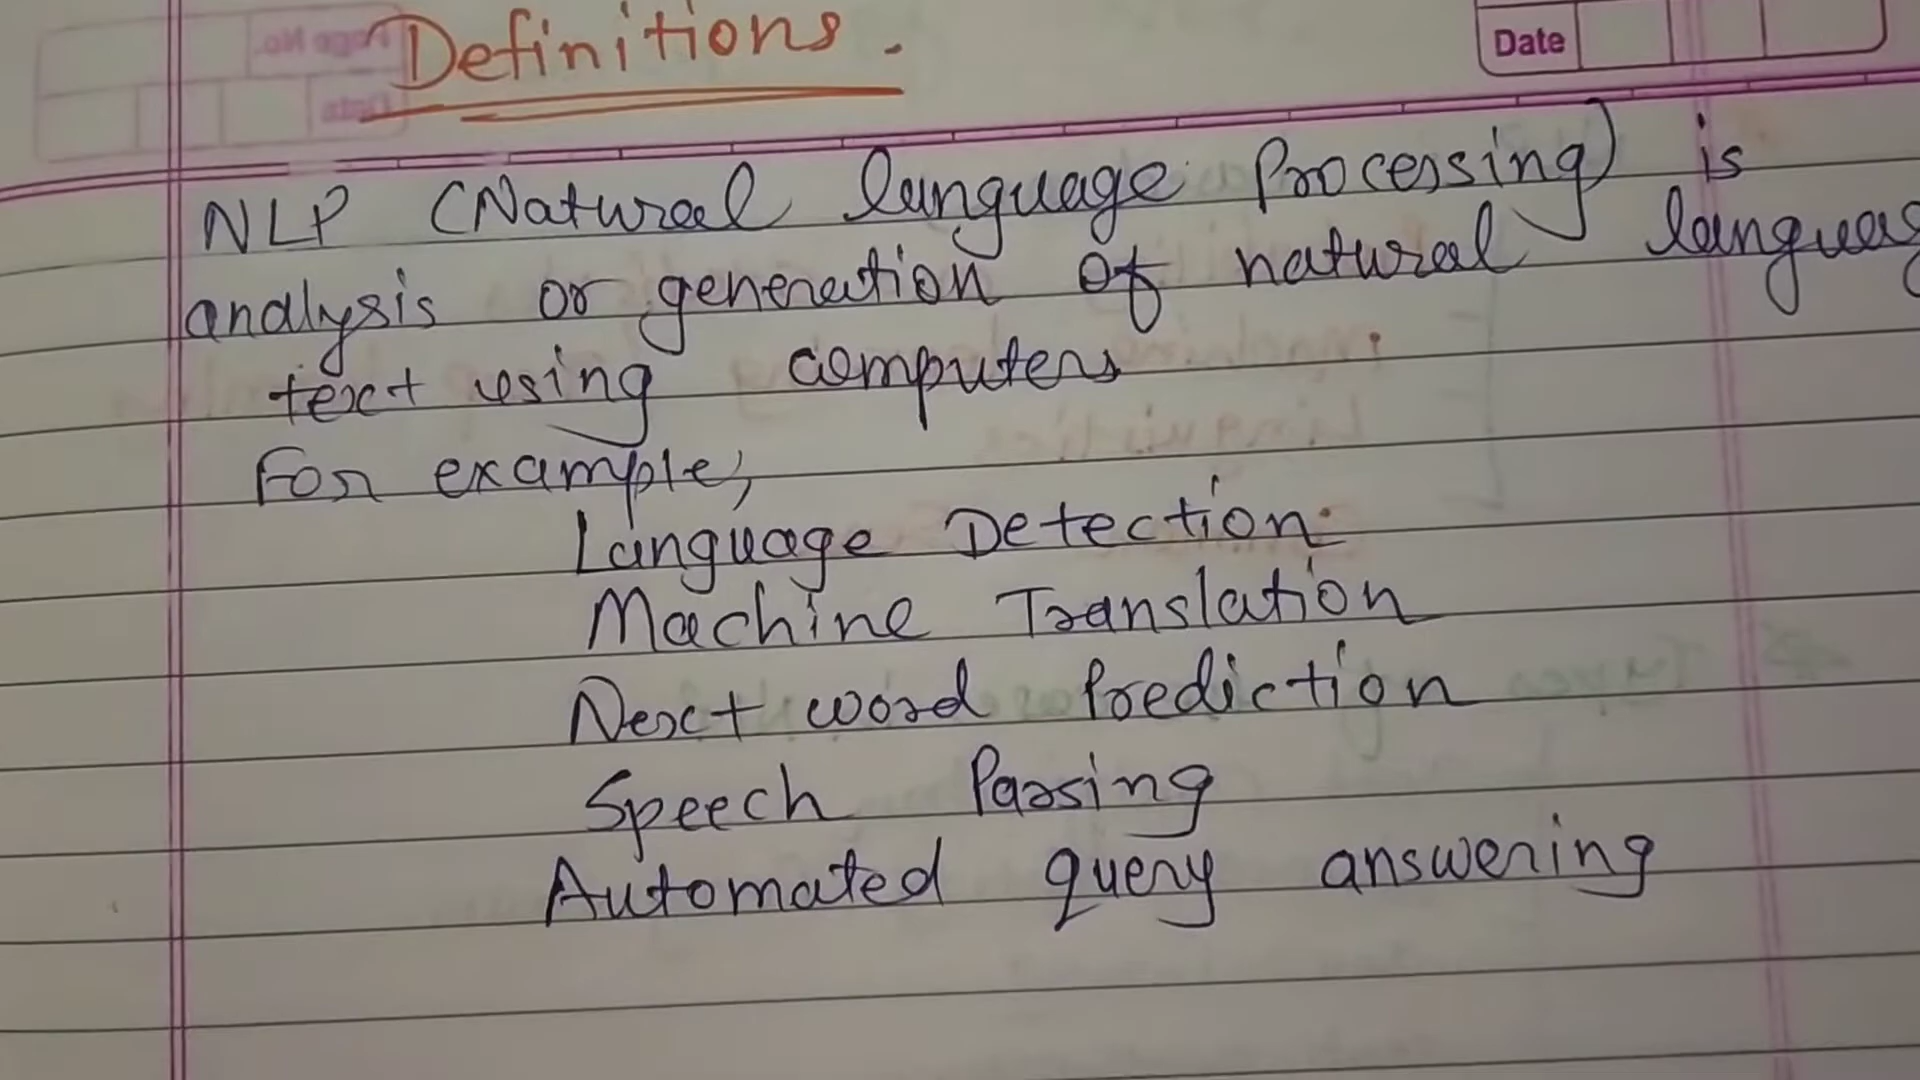 Definitions.
Date
NLP (Natural language Processing) is
analysis or generation of natural
text using computers
For example,
Language Detection
Machine Translation
Next word Prediction
Speech Parsing
Automated query answering